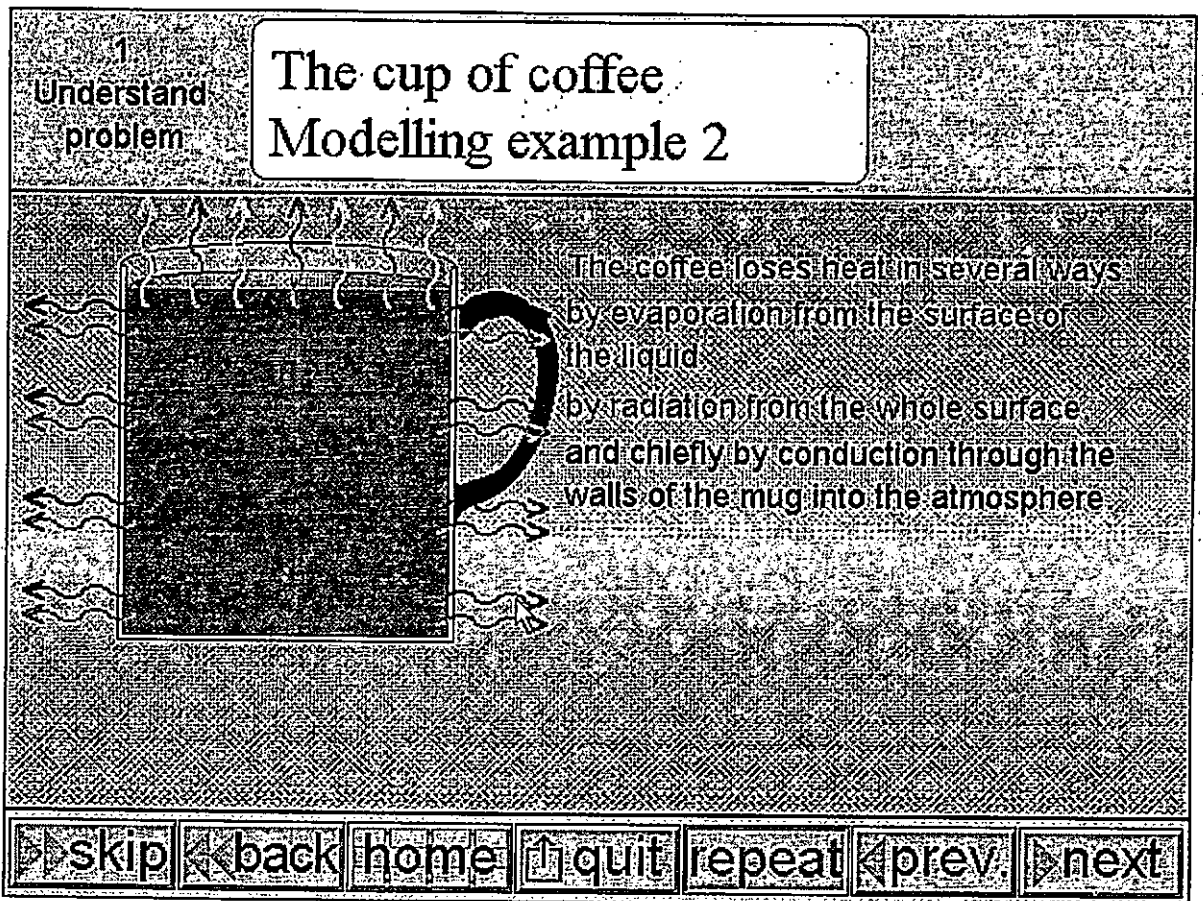 1
Understand
problem
The cup of coffee
Modelling example 2
The coffee loses heat in several ways
by evaporation from the surface of
the liquid
by radiation from the whole surface
and chiefly by conduction through the
walls of the mug into the atmosphere
skip back home quit repeat prev. next